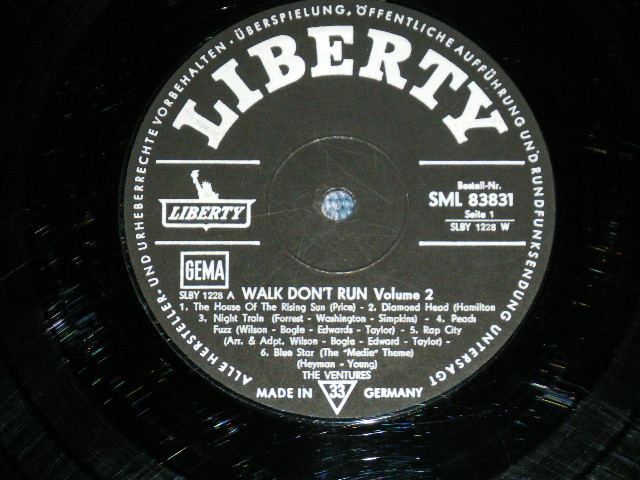 ALLE HERSTELLER- UND URHEBERRECHTE VORBEHALTEN. ÜBERSPIELUNG, ÖFFENTLICHE AUFFÜHRUNG UND RUNDFUNKSENDUNG UNTERSAGT
LIBERTY
LIBERTY
Bestell-Nr.
SML 83831
Seite 1
SLBY 1228 W
GEMA
SLBY 1228 A WALK DON'T RUN Volume 2
1. The House Of The Rising Sun (Price) - 2. Diamond Head (Hamilton
3. Night Train (Forrest - Washington - Simpkins) - 4. Peach
Fuzz (Wilson - Bogle - Edwards - Taylor) - 5. Rap City
(Arr. & Adpt. Wilson - Bogle - Edward - Taylor) -
6. Blue Star (The "Medic" Theme)
(Heyman - Young)
THE VENTURES
MADE IN 33 GERMANY